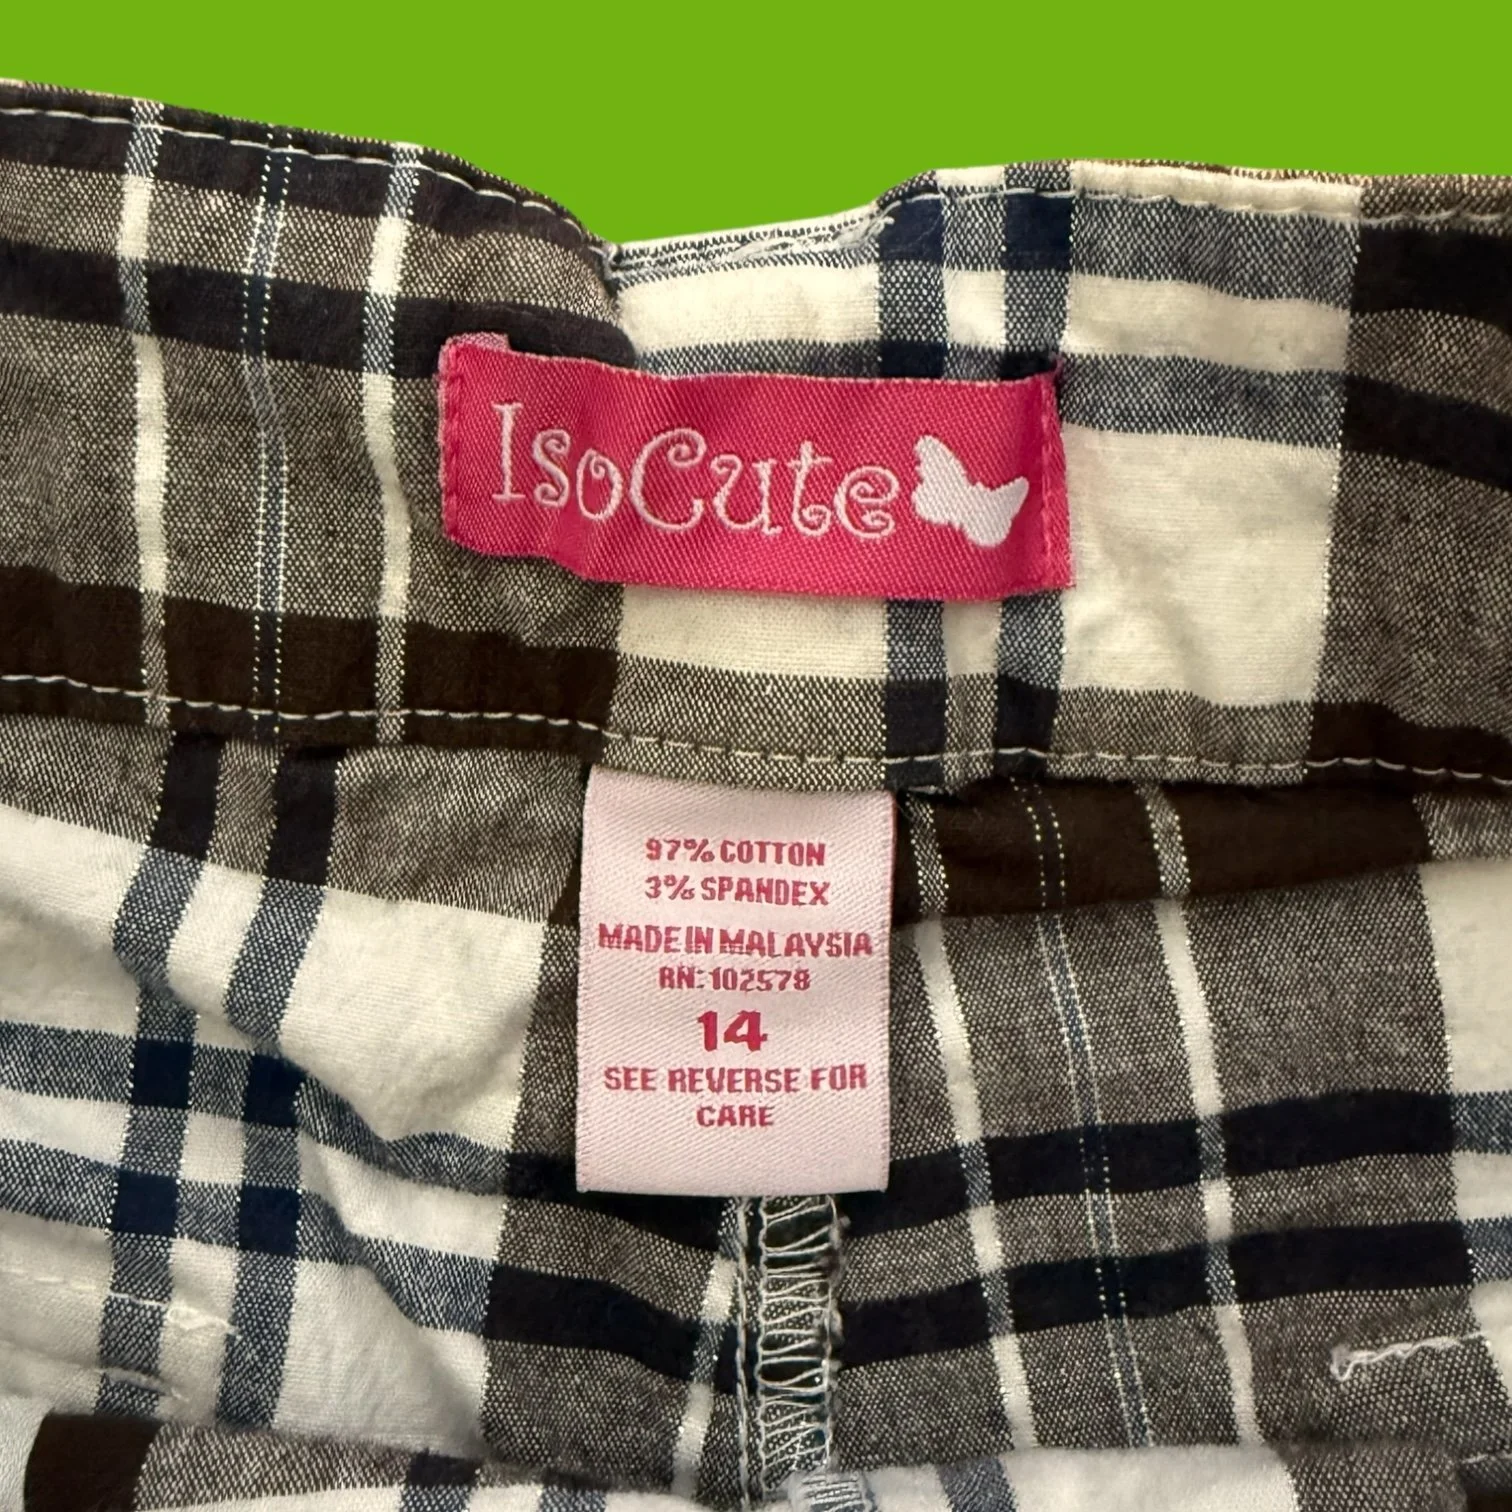 IsoCute
97% COTTON
3% SPANDEX
MADE IN MALAYSIA
RN: 102578
14
SEE REVERSE FOR
CARE